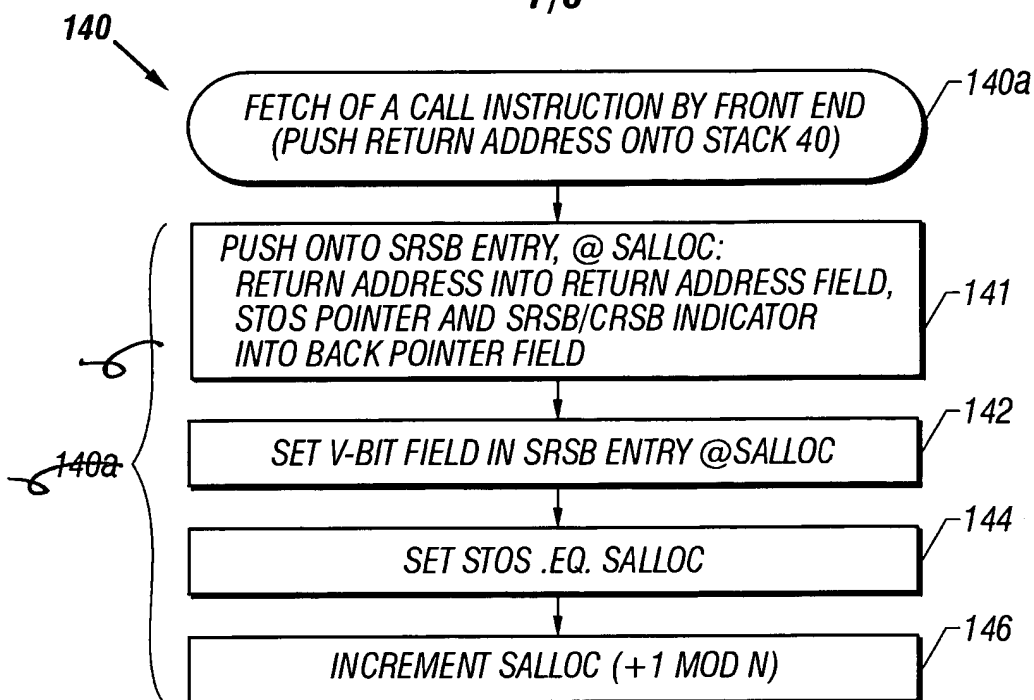 140
140a
FETCH OF A CALL INSTRUCTION BY FRONT END
(PUSH RETURN ADDRESS ONTO STACK 40)
PUSH ONTO SRSB ENTRY, @ SALLOC:
RETURN ADDRESS INTO RETURN ADDRESS FIELD,
STOS POINTER AND SRSB/CRSB INDICATOR
INTO BACK POINTER FIELD
141
142
SET V-BIT FIELD IN SRSB ENTRY @SALLOC
140a
144
SET STOS .EQ. SALLOC
146
INCREMENT SALLOC (+1 MOD N)